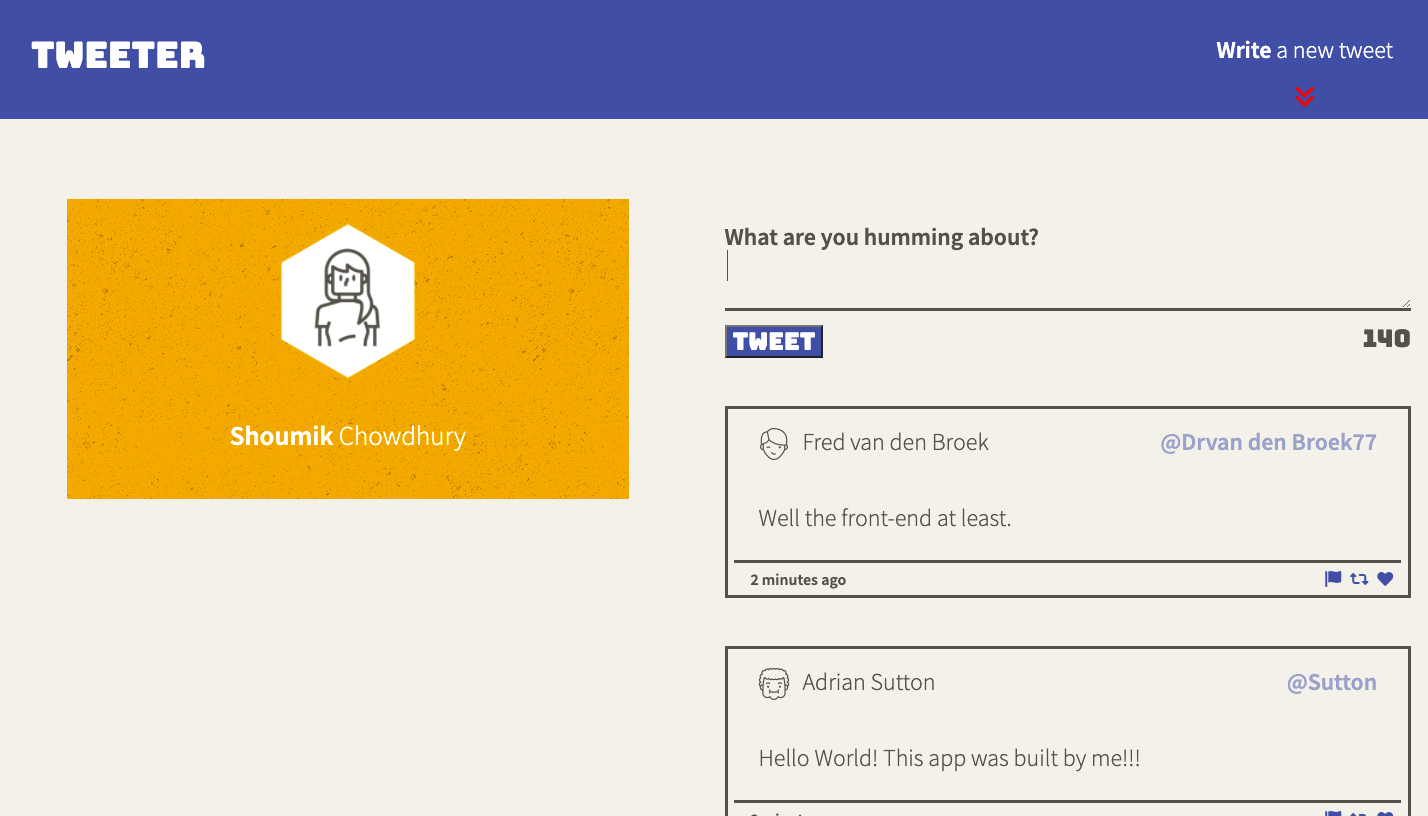 TWEETER
Write a new tweet
Shoumik Chowdhury
What are you humming about?
TWEET
140
Fred van den Broek
@Drvan den Broek77
Well the front-end at least.
2 minutes ago
Adrian Sutton
@Sutton
Hello World! This app was built by me!!!